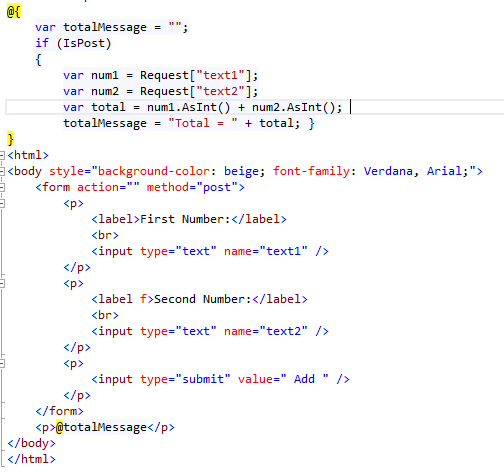 @{
    var totalMessage = "";
    if (IsPost)
    {
        var num1 = Request["text1"];
        var num2 = Request["text2"];
        var total = num1.AsInt() + num2.AsInt();
        totalMessage = "Total = " + total; }
}
<html>
<body style="background-color: beige; font-family: Verdana, Arial;">
    <form action="" method="post">
        <p>
            <label>First Number:</label>
            <br>
            <input type="text" name="text1" />
        </p>
        <p>
            <label f>Second Number:</label>
            <br>
            <input type="text" name="text2" />
        </p>
        <p>
            <input type="submit" value=" Add " />
        </p>
    </form>
    <p>@totalMessage</p>
</body>
</html>